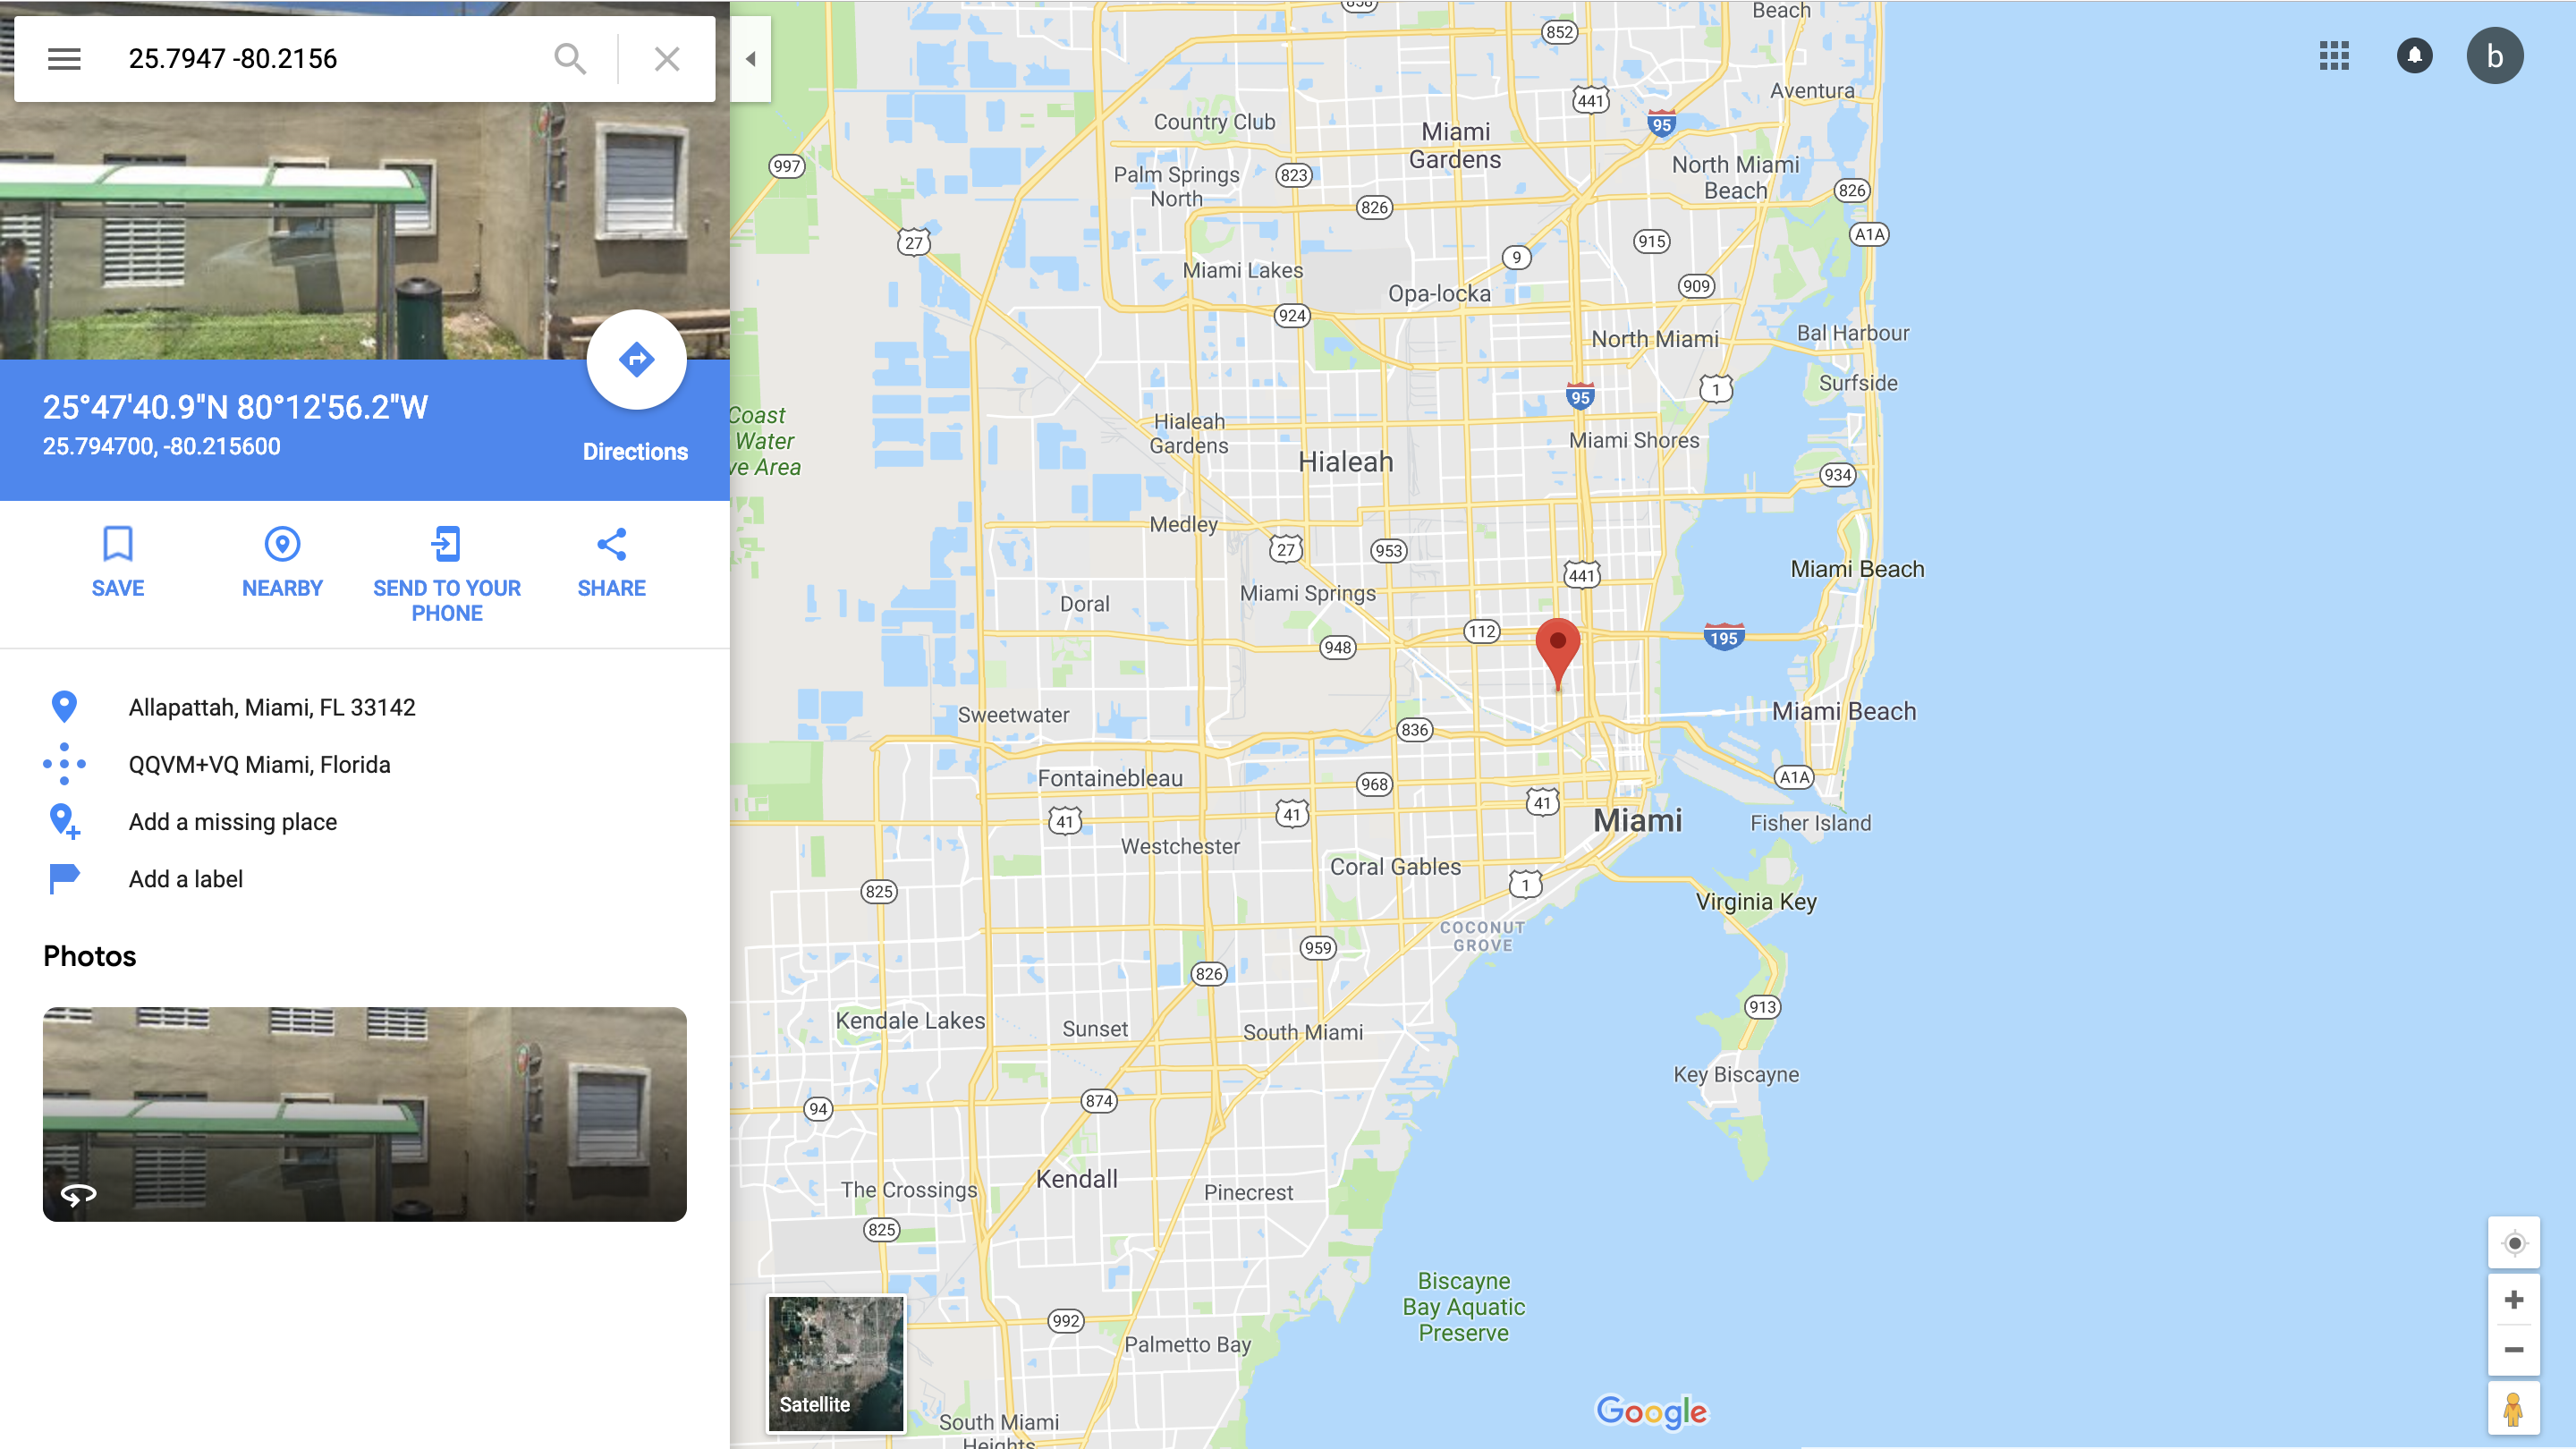 25.7947 -80.2156
25°47'40.9"N 80°12'56.2"W
25.794700, -80.215600
Directions
SAVE
NEARBY
SEND TO YOUR
PHONE
SHARE
Allapattah, Miami, FL 33142
QQVM+VQ Miami, Florida
Add a missing place
Add a label
Photos
858
Beach
852
b
Aventura
441
95
Country Club
Miami
Gardens
997
Palm Springs
North
823
North Miami
Beach
826
826
27
915
A1A
9
Miami Lakes
Opa-locka
909
924
North Miami
Bal Harbour
Surfside
1
95
Coast
Water
ve Area
Hialeah
Gardens
Miami Shores
Hialeah
934
Medley
27
953
Miami Beach
441
Miami Springs
Doral
112
195
948
Sweetwater
Miami Beach
836
Fontainebleau
968
A1A
41
41
41
Miami
Fisher Island
Westchester
Coral Gables
825
1
Virginia Key
COCONUT
GROVE
959
826
913
Kendale Lakes
Sunset
South Miami
Key Biscayne
94
874
Kendall
The Crossings
Pinecrest
825
Biscayne
Bay Aquatic
Preserve
992
Palmetto Bay
Satellite
Google
South Miami
Heights